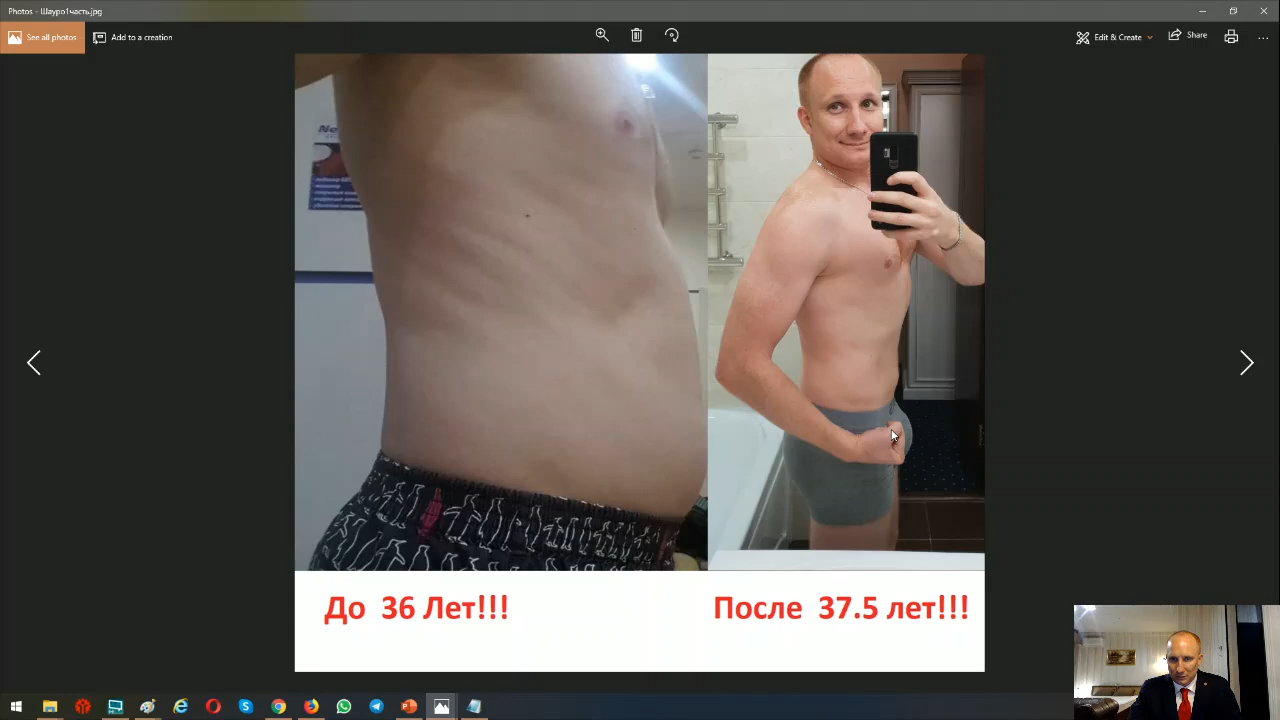 Photos - Шауро1часть.jpg
See all photos
Add to a creation
Edit & Create
Share
До 36 Лет!!!
После 37.5 лет!!!